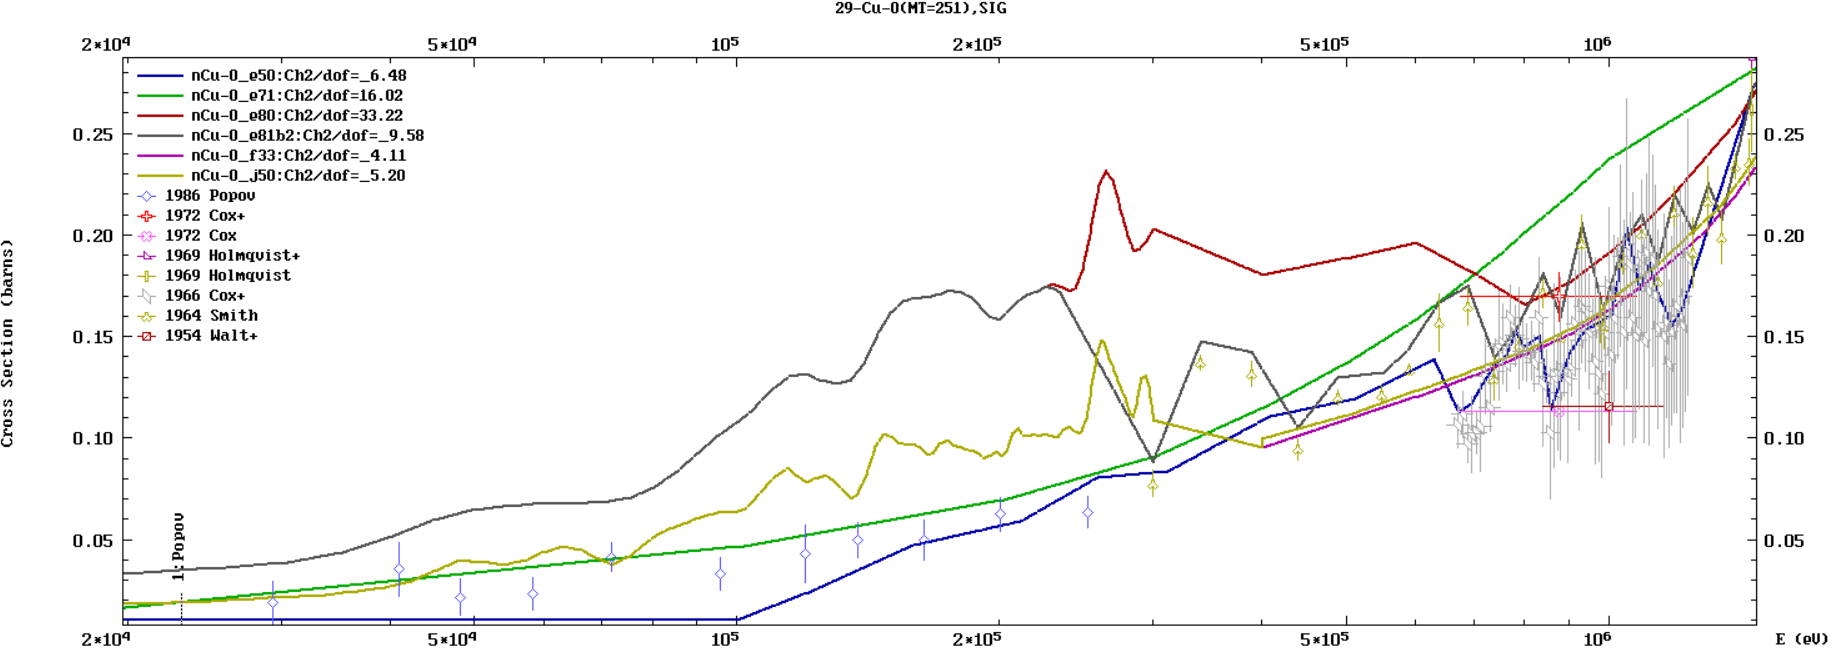 29-Cu-0(MT=251),SIG
2*10⁴ 5*10⁴ 10⁵ 2*10⁵ 5*10⁵ 10⁶
nCu-0_e50:Ch2/dof=_6.48
nCu-0_e71:Ch2/dof=16.02
nCu-0_e80:Ch2/dof=33.22
nCu-0_e81b2:Ch2/dof=_9.58
nCu-0_f33:Ch2/dof=_4.11
nCu-0_j50:Ch2/dof=_5.20
1986 Popov
1972 Cox+
1972 Cox
1969 Holmqvist+
1969 Holmqvist
1966 Cox+
1964 Smith
1954 Walt+
0.25 0.25
0.20 0.20
0.15 0.15
0.10 0.10
0.05 0.05
Cross Section (barns)
1:Popov
2*10⁴ 5*10⁴ 10⁵ 2*10⁵ 5*10⁵ 10⁶ E (eV)